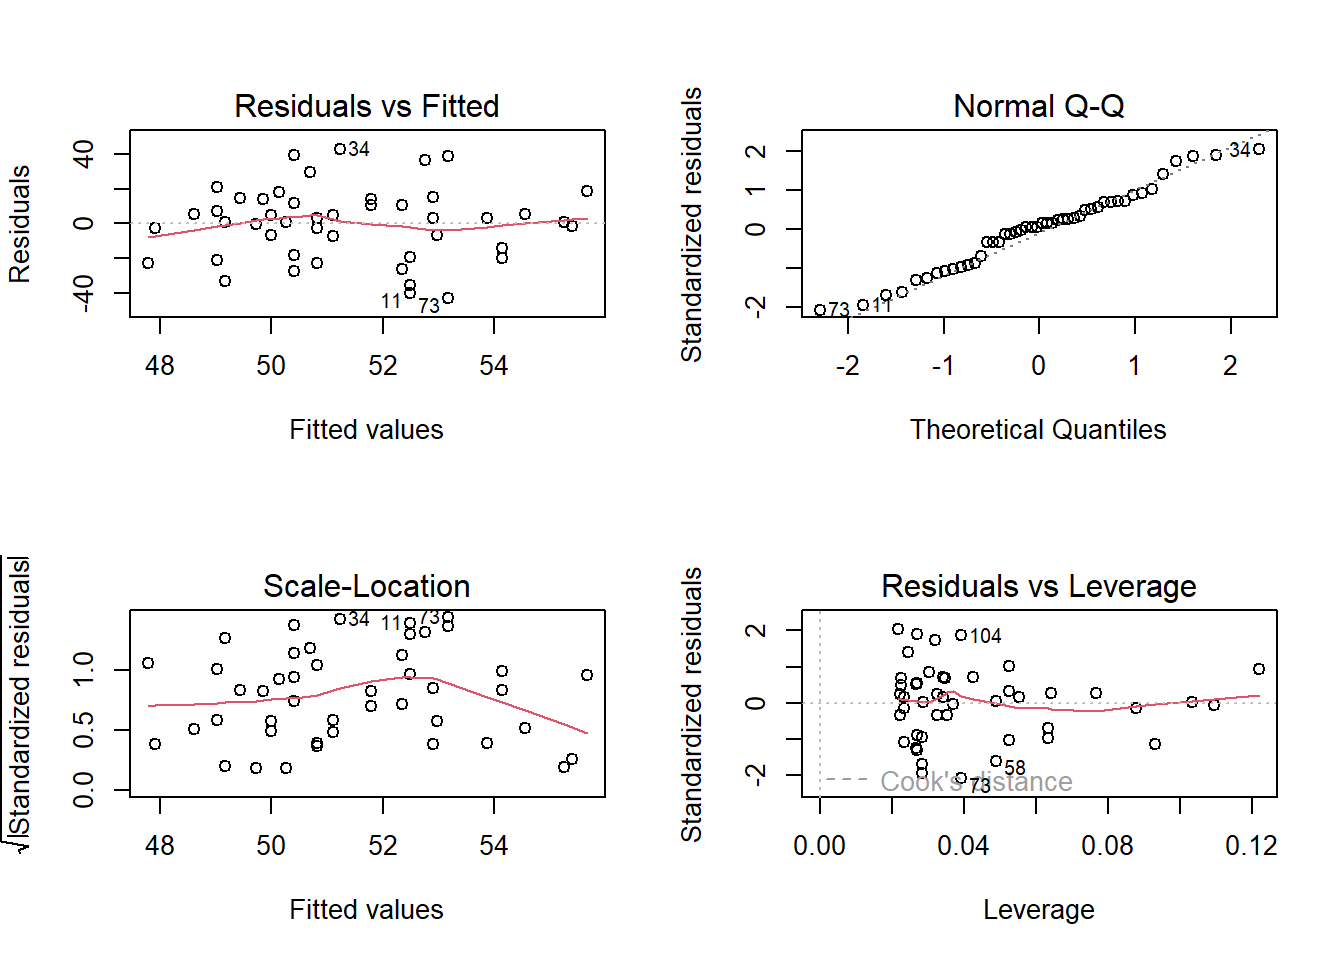 Residuals vs Fitted
Residuals
40
0
-40
34
11
73
48 50 52 54
Fitted values
Normal Q-Q
Standardized residuals
2
1
0
-2
34
73
11
-2 -1 0 1 2
Theoretical Quantiles
Scale-Location
√|Standardized residuals|
1.0
0.5
0.0
34
11
73
48 50 52 54
Fitted values
Residuals vs Leverage
Standardized residuals
2
0
-2
104
58
Cook's distance
73
0.00 0.04 0.08 0.12
Leverage